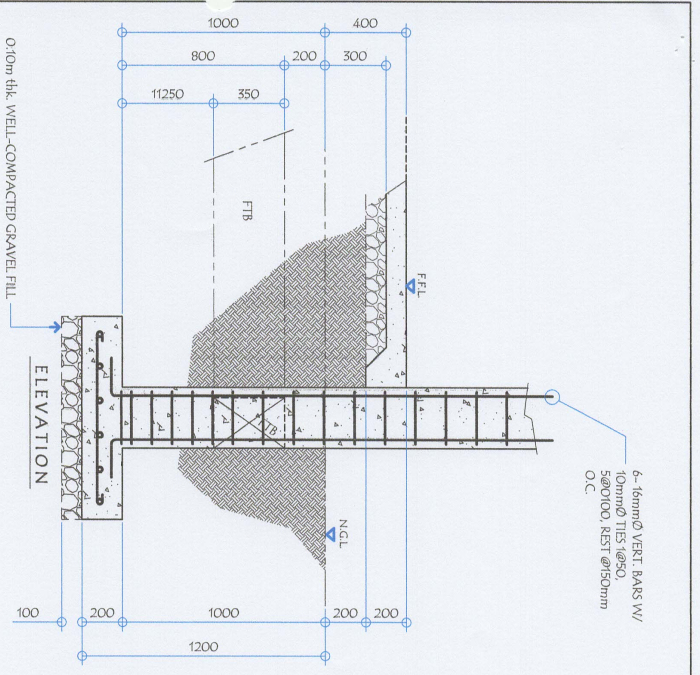 1000
400
800
200
300
11250
350
FTB
F.F.L
6- 16mmØ VERT. BARS W/
10mmØ TIES 1@50,
5@0100, REST @150mm
O.C.
FTB
N.G.L
0.10m thk. WELL-COMPACTED GRAVEL FILL
ELEVATION
100
200
1000
200
200
1200